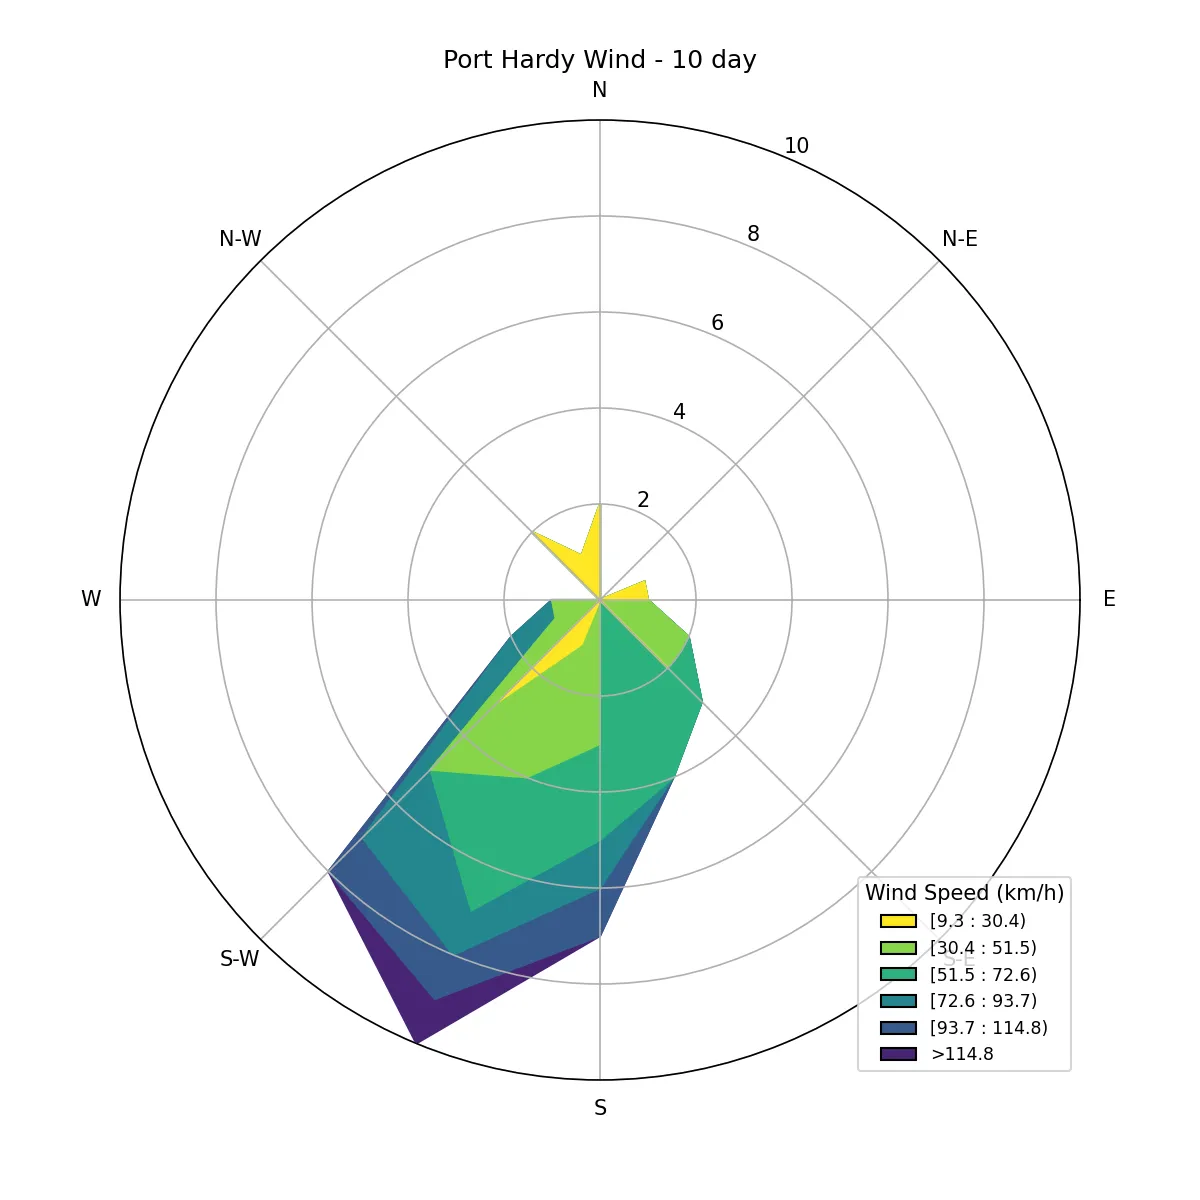 Port Hardy Wind - 10 day
N
10
N-W
8
N-E
6
4
2
W
E
Wind Speed (km/h)
[9.3 : 30.4)
[30.4 : 51.5)
S-W
S-E
[51.5 : 72.6)
[72.6 : 93.7)
[93.7 : 114.8)
>114.8
S